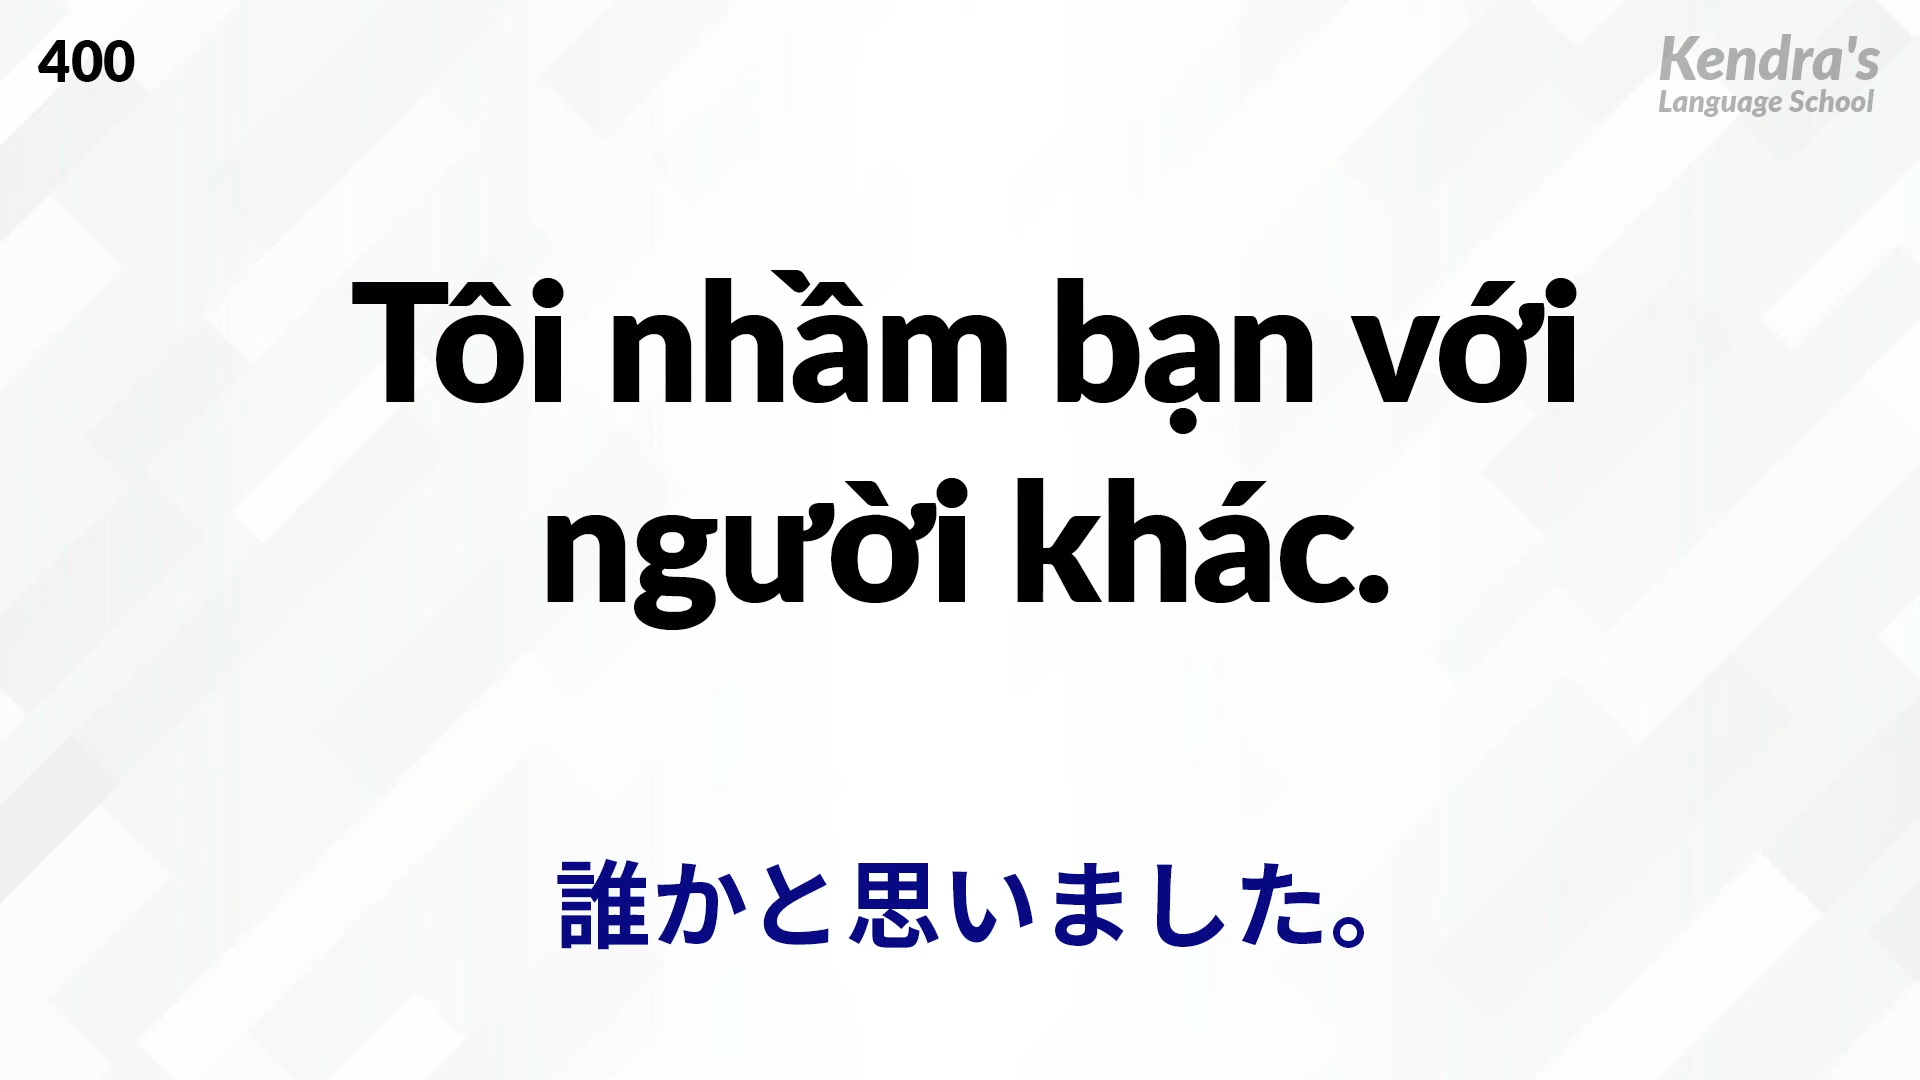 400
Kendra's
Language School
Tôi nhầm bạn với
người khác.
誰かと思いました。